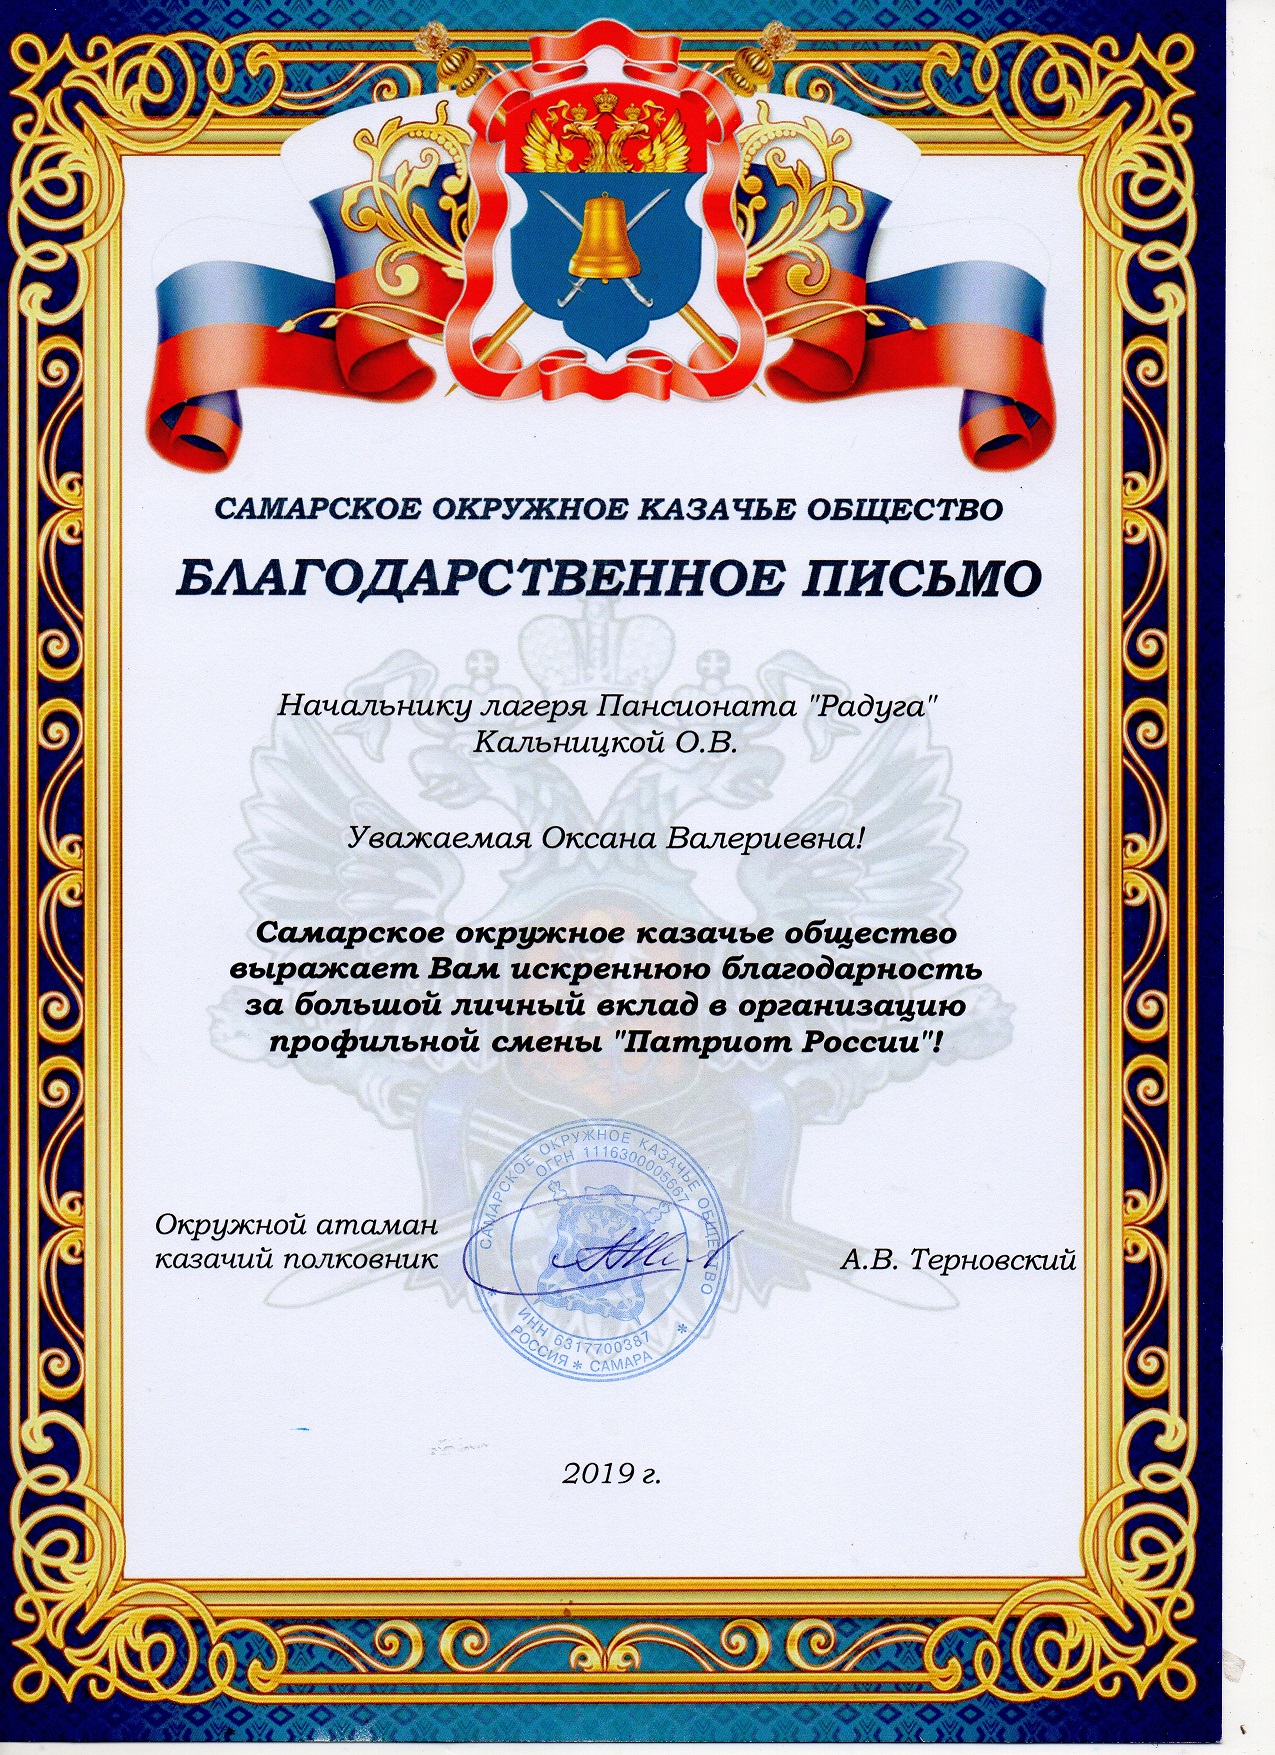 САМАРСКОЕ ОКРУЖНОЕ КАЗАЧЬЕ ОБЩЕСТВО
БЛАГОДАРСТВЕННОЕ ПИСЬМО
Начальнику лагеря Пансионата "Радуга"
Кальницкой О.В.
Уважаемая Оксана Валериевна!
Самарское окружное казачье общество
выражает Вам искреннюю благодарность
за большой личный вклад в организацию
профильной смены "Патриот России"!
САМАРСКОЕ ОКРУЖНОЕ КАЗАЧЬЕ ОБЩЕСТВО
ОГРН 1116300005667
Окружной атаман
казачий полковник
А.В. Терновский
ИНН 6317700387
РОССИЯ * САМАРА *
2019 г.